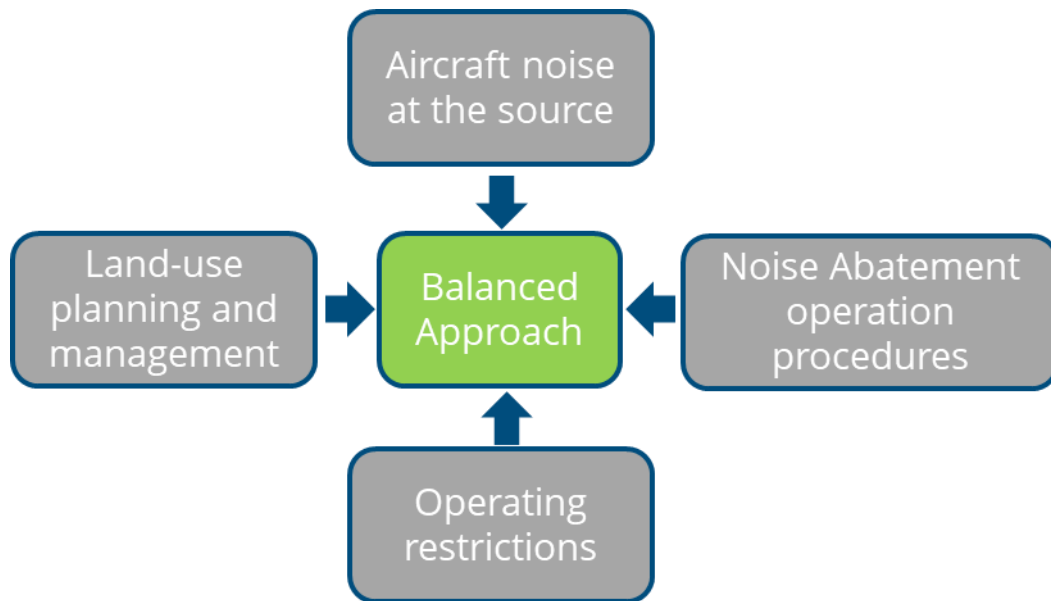 Aircraft noise
at the source
Land-use
planning and
management
Balanced
Approach
Noise Abatement
operation
procedures
Operating
restrictions